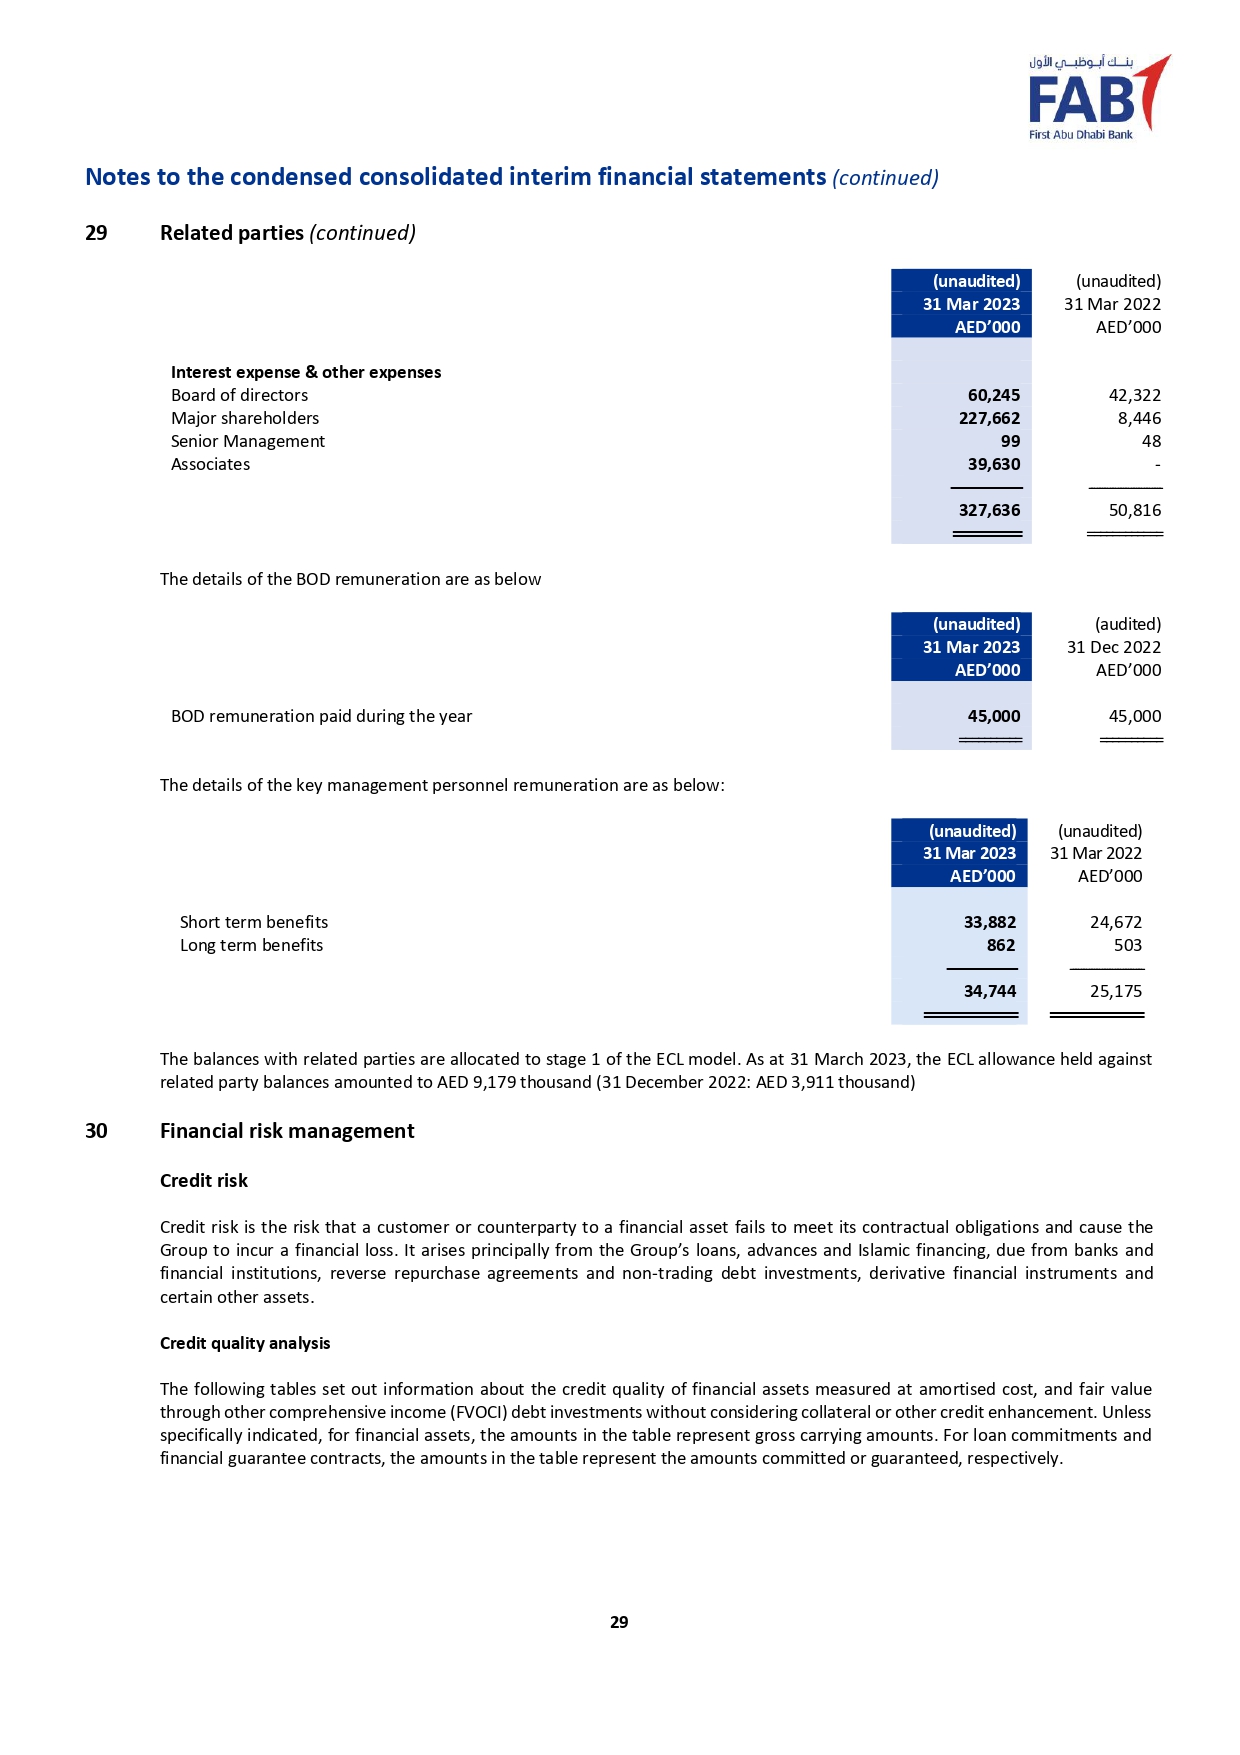 بنك أبوظبي الأول
FAB
First Abu Dhabi Bank
Notes to the condensed consolidated interim financial statements (continued)
29 Related parties (continued)
(unaudited) (unaudited)
31 Mar 2023 31 Mar 2022
AED’000 AED’000
Interest expense & other expenses
Board of directors 60,245 42,322
Major shareholders 227,662 8,446
Senior Management 99 48
Associates 39,630 -
327,636 50,816
The details of the BOD remuneration are as below
(unaudited) (audited)
31 Mar 2023 31 Dec 2022
AED’000 AED’000
BOD remuneration paid during the year 45,000 45,000
The details of the key management personnel remuneration are as below:
(unaudited) (unaudited)
31 Mar 2023 31 Mar 2022
AED’000 AED’000
Short term benefits 33,882 24,672
Long term benefits 862 503
34,744 25,175
The balances with related parties are allocated to stage 1 of the ECL model. As at 31 March 2023, the ECL allowance held against
related party balances amounted to AED 9,179 thousand (31 December 2022: AED 3,911 thousand)
30 Financial risk management
Credit risk
Credit risk is the risk that a customer or counterparty to a financial asset fails to meet its contractual obligations and cause the
Group to incur a financial loss. It arises principally from the Group’s loans, advances and Islamic financing, due from banks and
financial institutions, reverse repurchase agreements and non-trading debt investments, derivative financial instruments and
certain other assets.
Credit quality analysis
The following tables set out information about the credit quality of financial assets measured at amortised cost, and fair value
through other comprehensive income (FVOCI) debt investments without considering collateral or other credit enhancement. Unless
specifically indicated, for financial assets, the amounts in the table represent gross carrying amounts. For loan commitments and
financial guarantee contracts, the amounts in the table represent the amounts committed or guaranteed, respectively.
29